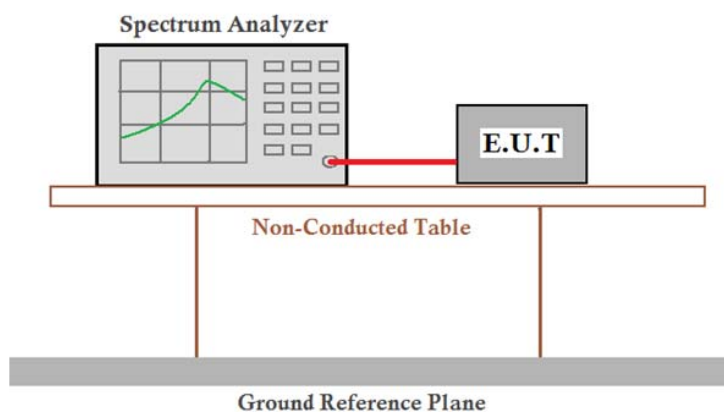 Spectrum Analyzer
E.U.T
Non-Conducted Table
Ground Reference Plane